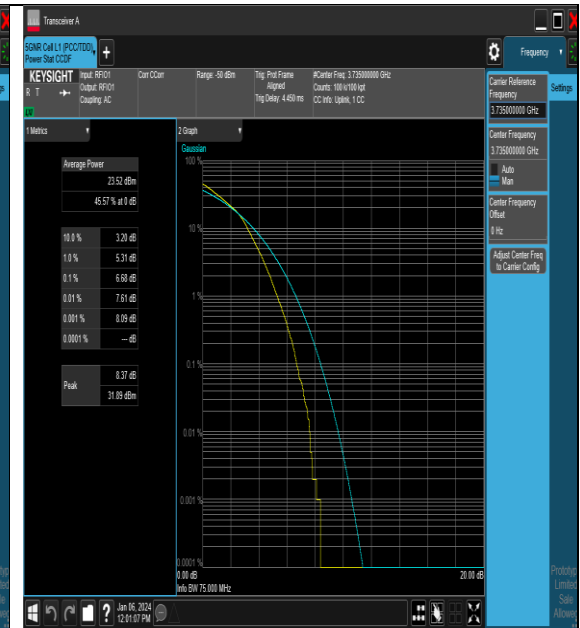 Transceiver A
5GNR Cell L1 (PCC/TDD),
Power Stat CCDF
Frequency
KEYSIGHT
R T
LV
Input: RFIO1
Output: RFIO1
Coupling: AC
Corr CCorr
Range: -50 dBm
Trig: Prot Frame
Aligned
Trig Delay: 4.450 ms
#Center Freq: 3.735000000 GHz
Counts: 100 k/100 kpt
CC Info: Uplink, 1 CC
Carrier Reference
Frequency
3.735000000 GHz
Settings
1 Metrics
2 Graph
Center Frequency
3.735000000 GHz
Auto
Man
Center Frequency
Offset
0 Hz
Adjust Center Freq
to Carrier Config
Average Power
23.52 dBm
45.57 % at 0 dB
10.0 % 3.20 dB
1.0 % 5.31 dB
0.1 % 6.68 dB
0.01 % 7.61 dB
0.001 % 8.09 dB
0.0001 % --- dB
Peak
8.37 dB
31.89 dBm
Gaussian
100 %
10 %
1 %
0.1 %
0.01 %
0.001 %
0.0001 %
0.00 dB
20.00 dB
Info BW 75.000 MHz
Jan 06, 2024
12:01:07 PM
Prototyp
Limited
Sale
Allowe